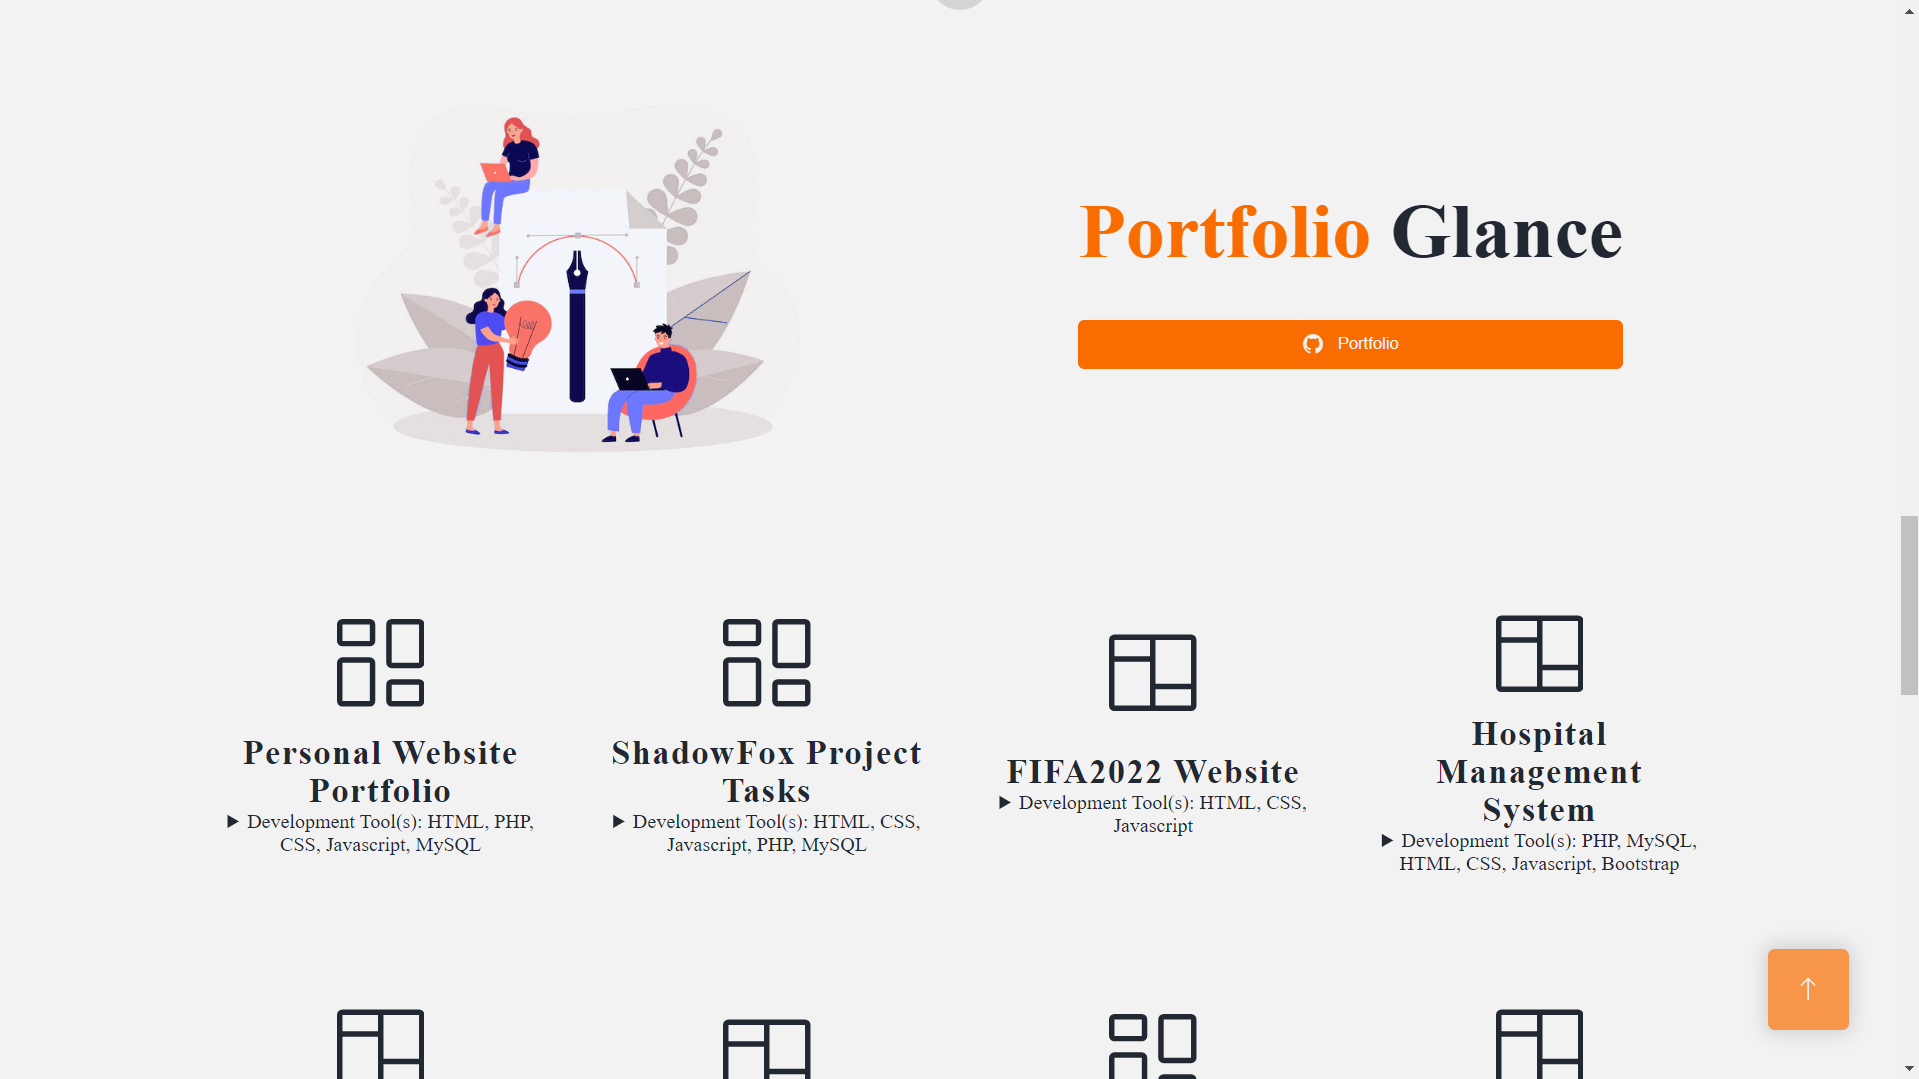 Portfolio Glance
Portfolio
Personal Website
Portfolio
▶ Development Tool(s): HTML, PHP,
CSS, Javascript, MySQL
ShadowFox Project
Tasks
▶ Development Tool(s): HTML, CSS,
Javascript, PHP, MySQL
FIFA2022 Website
▶ Development Tool(s): HTML, CSS,
Javascript
Hospital
Management
System
▶ Development Tool(s): PHP, MySQL,
HTML, CSS, Javascript, Bootstrap